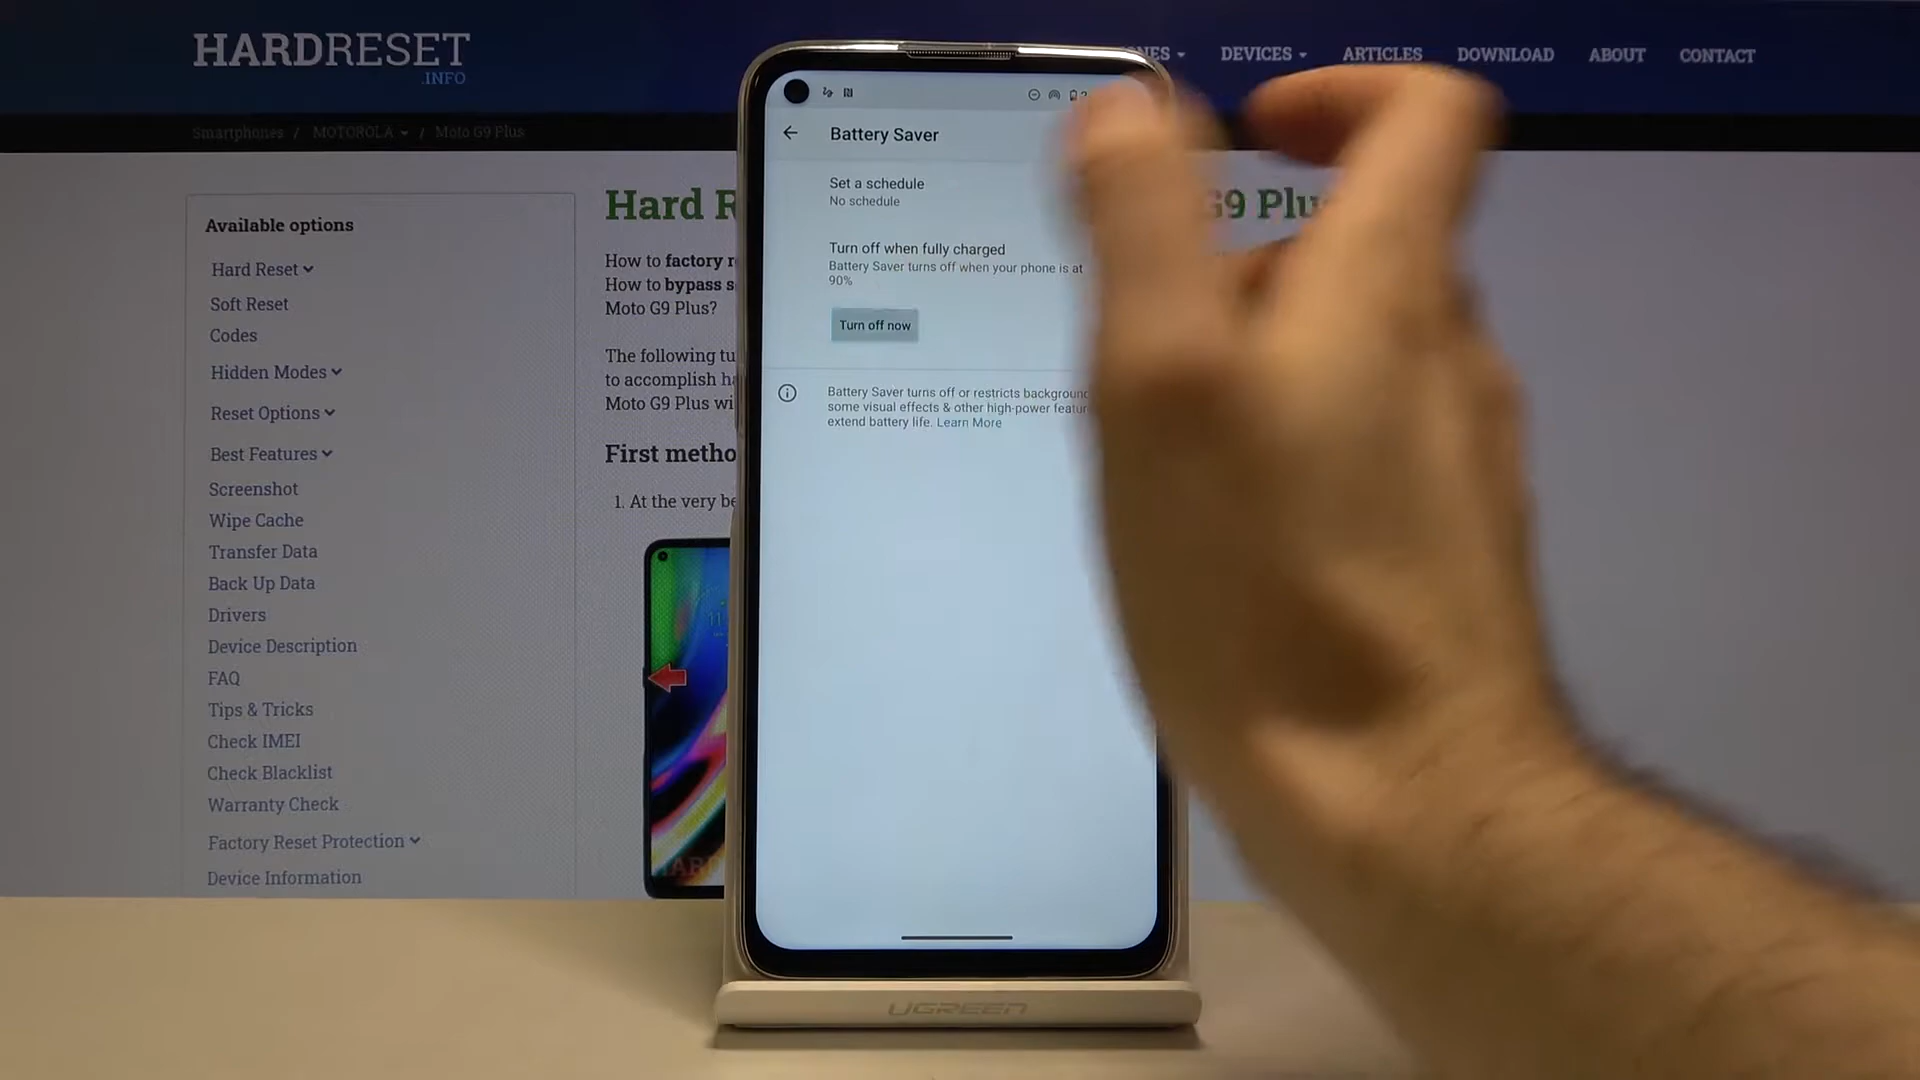 HARDRESET
.INFO
DEVICES
ARTICLES
DOWNLOAD
ABOUT
CONTACT
Smartphones / MOTOROLA / Moto G9 Plus
Available options
Hard Reset
Soft Reset
Codes
Hidden Modes
Reset Options
Best Features
Screenshot
Wipe Cache
Transfer Data
Back Up Data
Drivers
Device Description
FAQ
Tips & Tricks
Check IMEI
Check Blacklist
Warranty Check
Factory Reset Protection
Device Information
Hard
How to factory
How to bypass
Moto G9 Plus?
The following
to accomplish
Moto G9 Plus
First
1. At the very
Battery Saver
Set a schedule
No schedule
Turn off when fully charged
Battery Saver turns off when your phone is at
90%
Turn off now
Battery Saver turns off or restricts
some visual effects & other high-power
extend battery life. Learn More
UGREEN